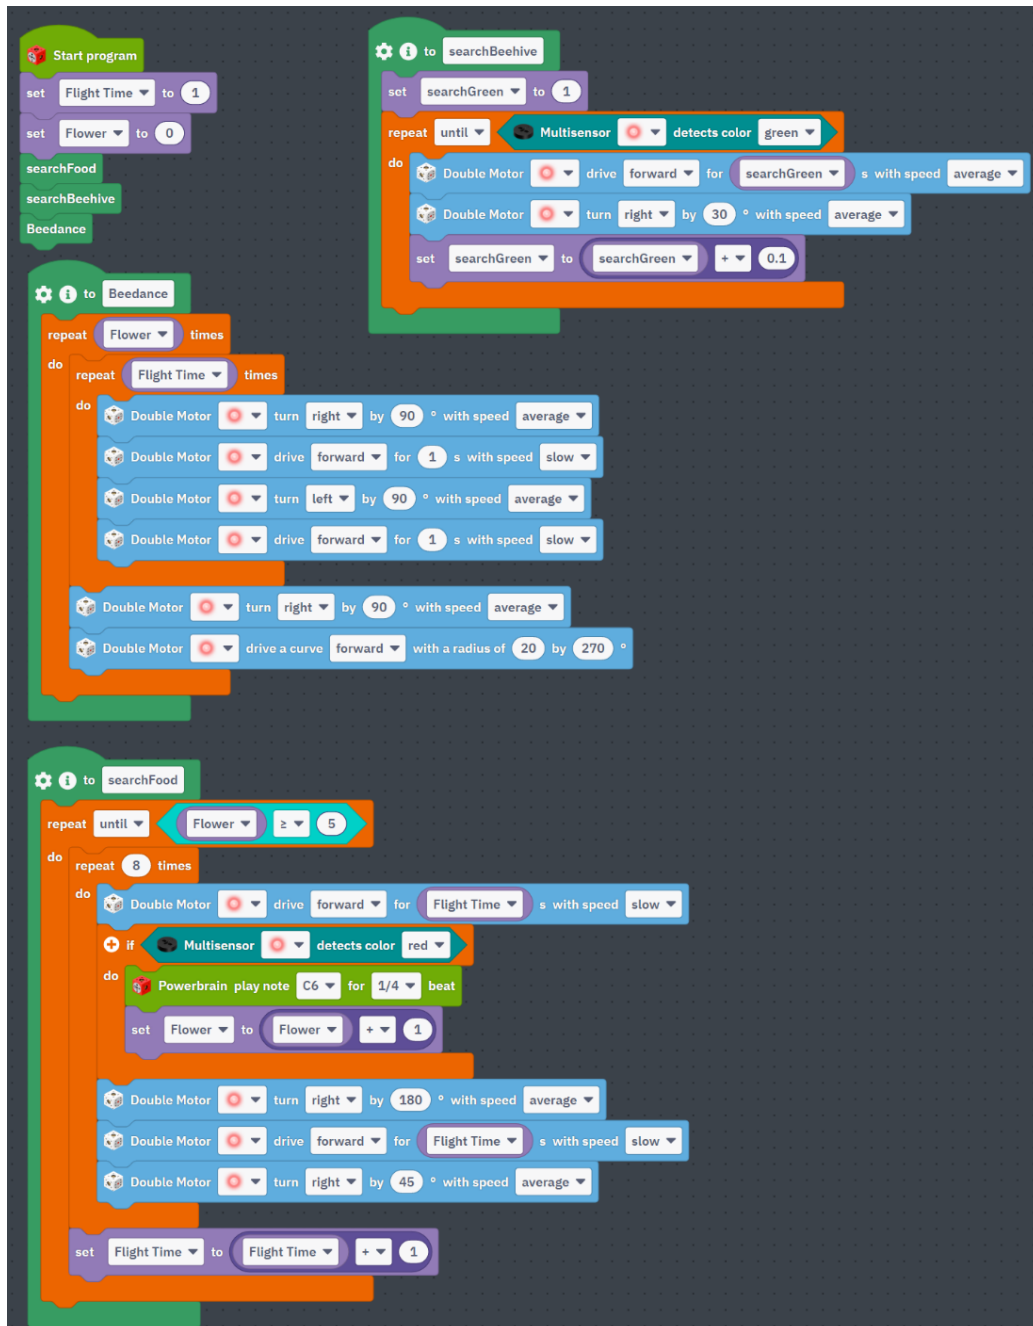 Start program
set Flight Time to 1
set Flower to 0
searchFood
searchBeehive
Beedance
to searchBeehive
set searchGreen to 1
repeat until Multisensor detects color green
do Double Motor drive forward for searchGreen s with speed average
Double Motor turn right by 30 ° with speed average
set searchGreen to searchGreen + 0.1
to Beedance
repeat Flower times
do repeat Flight Time times
do Double Motor turn right by 90 ° with speed average
Double Motor drive forward for 1 s with speed slow
Double Motor turn left by 90 ° with speed average
Double Motor drive forward for 1 s with speed slow
Double Motor turn right by 90 ° with speed average
Double Motor drive a curve forward with a radius of 20 by 270 °
to searchFood
repeat until Flower ≥ 5
do repeat 8 times
do Double Motor drive forward for Flight Time s with speed slow
if Multisensor detects color red
do Powerbrain play note C6 for 1/4 beat
set Flower to Flower + 1
Double Motor turn right by 180 ° with speed average
Double Motor drive forward for Flight Time s with speed slow
Double Motor turn right by 45 ° with speed average
set Flight Time to Flight Time + 1